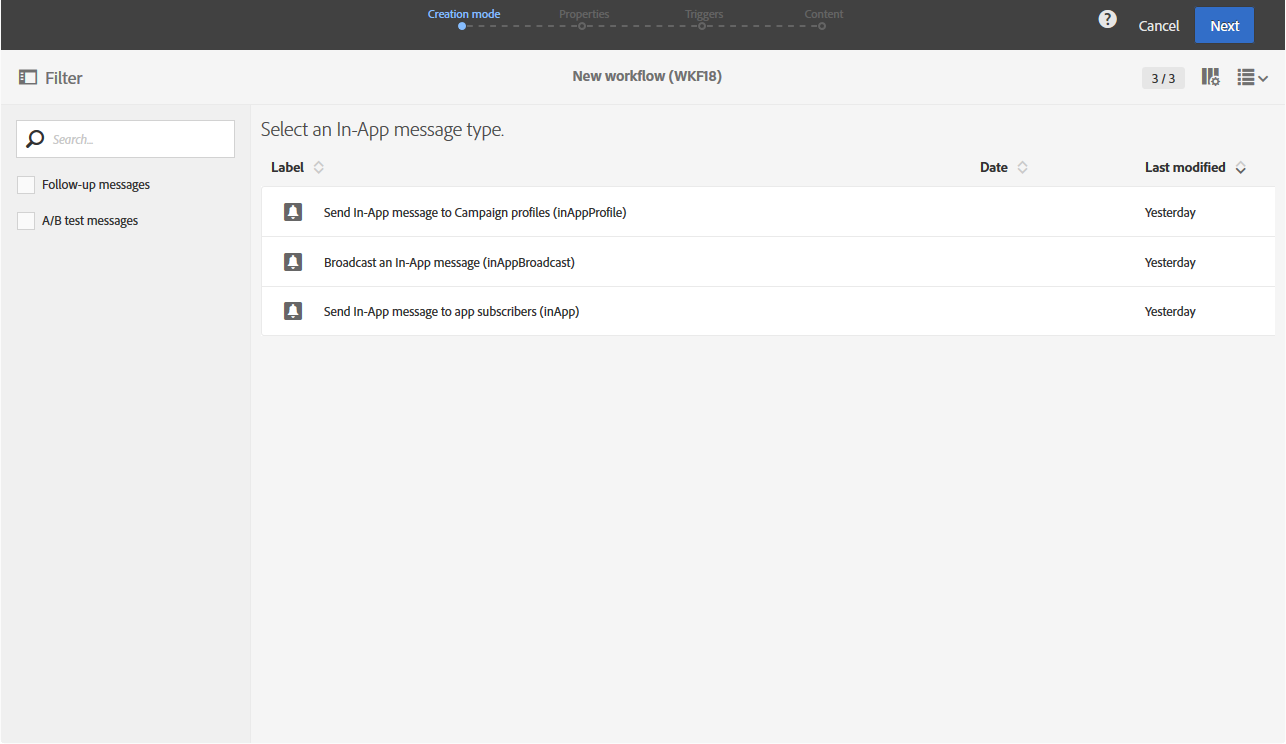 Creation mode Properties Triggers Content
? Cancel Next
Filter New workflow (WKF18) 3 / 3
Search...
Follow-up messages
A/B test messages
Select an In-App message type.
Label Date Last modified
Send In-App message to Campaign profiles (inAppProfile) Yesterday
Broadcast an In-App message (inAppBroadcast) Yesterday
Send In-App message to app subscribers (inApp) Yesterday